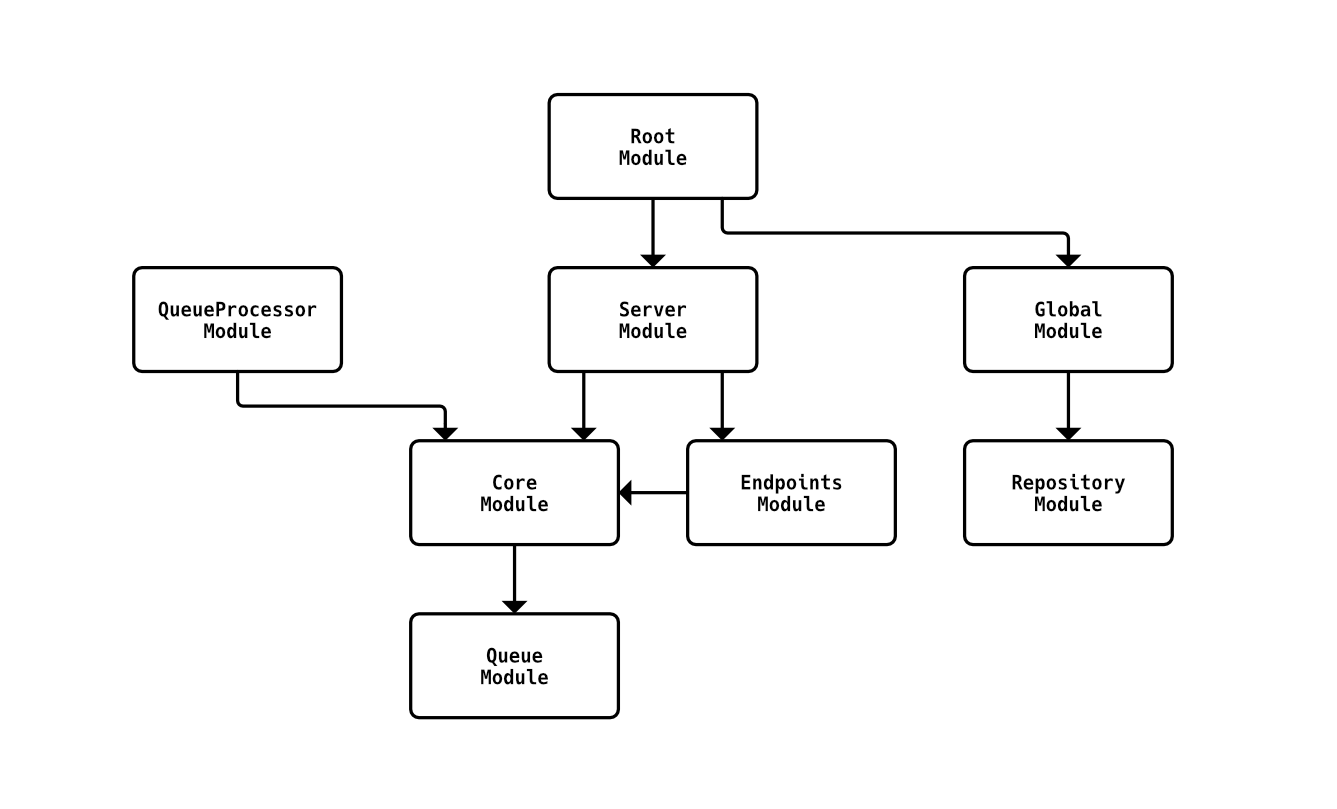 Root
Module
QueueProcessor
Module
Server
Module
Global
Module
Core
Module
Endpoints
Module
Repository
Module
Queue
Module